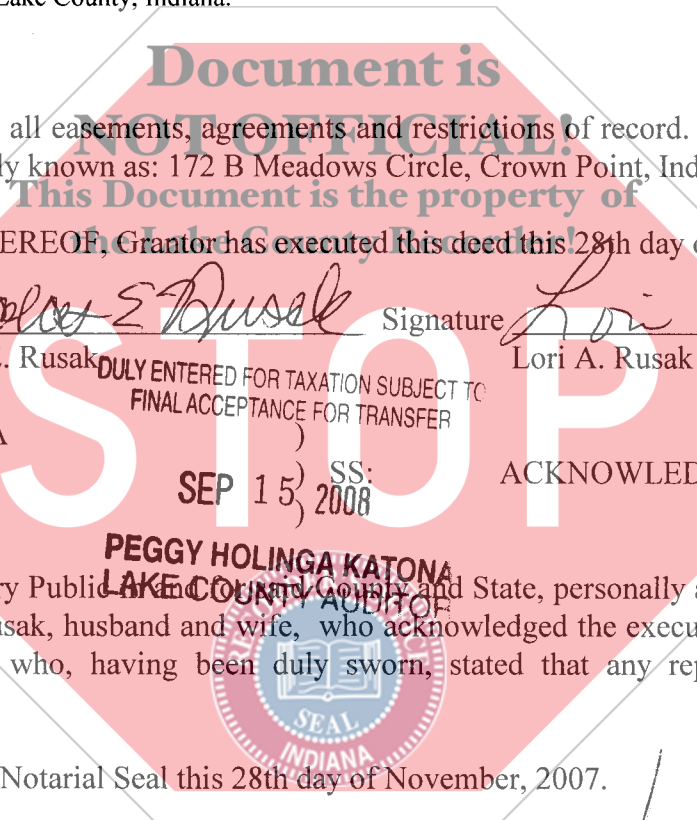 Lake County, Indiana.
Document is
NOT OFFICIAL!
all easements, agreements and restrictions of record.
ly known as: 172 B Meadows Circle, Crown Point, Ind
This Document is the property of
the Lake County Recorder!
EREOF, Grantor has executed this deed this 28th day
E Rusak Signature Lori
E. Rusak Lori A. Rusak
DULY ENTERED FOR TAXATION SUBJECT TO
FINAL ACCEPTANCE FOR TRANSFER
A )
STOP
) SS: ACKNOWLED
SEP 15 2008
)
PEGGY HOLINGA KATONA
LAKE COUNTY AUDITOR
ry Public in and for said County and State, personally a
usak, husband and wife, who acknowledged the execu
who, having been duly sworn, stated that any rep
SEAL
INDIANA
Notarial Seal this 28th day of November, 2007.